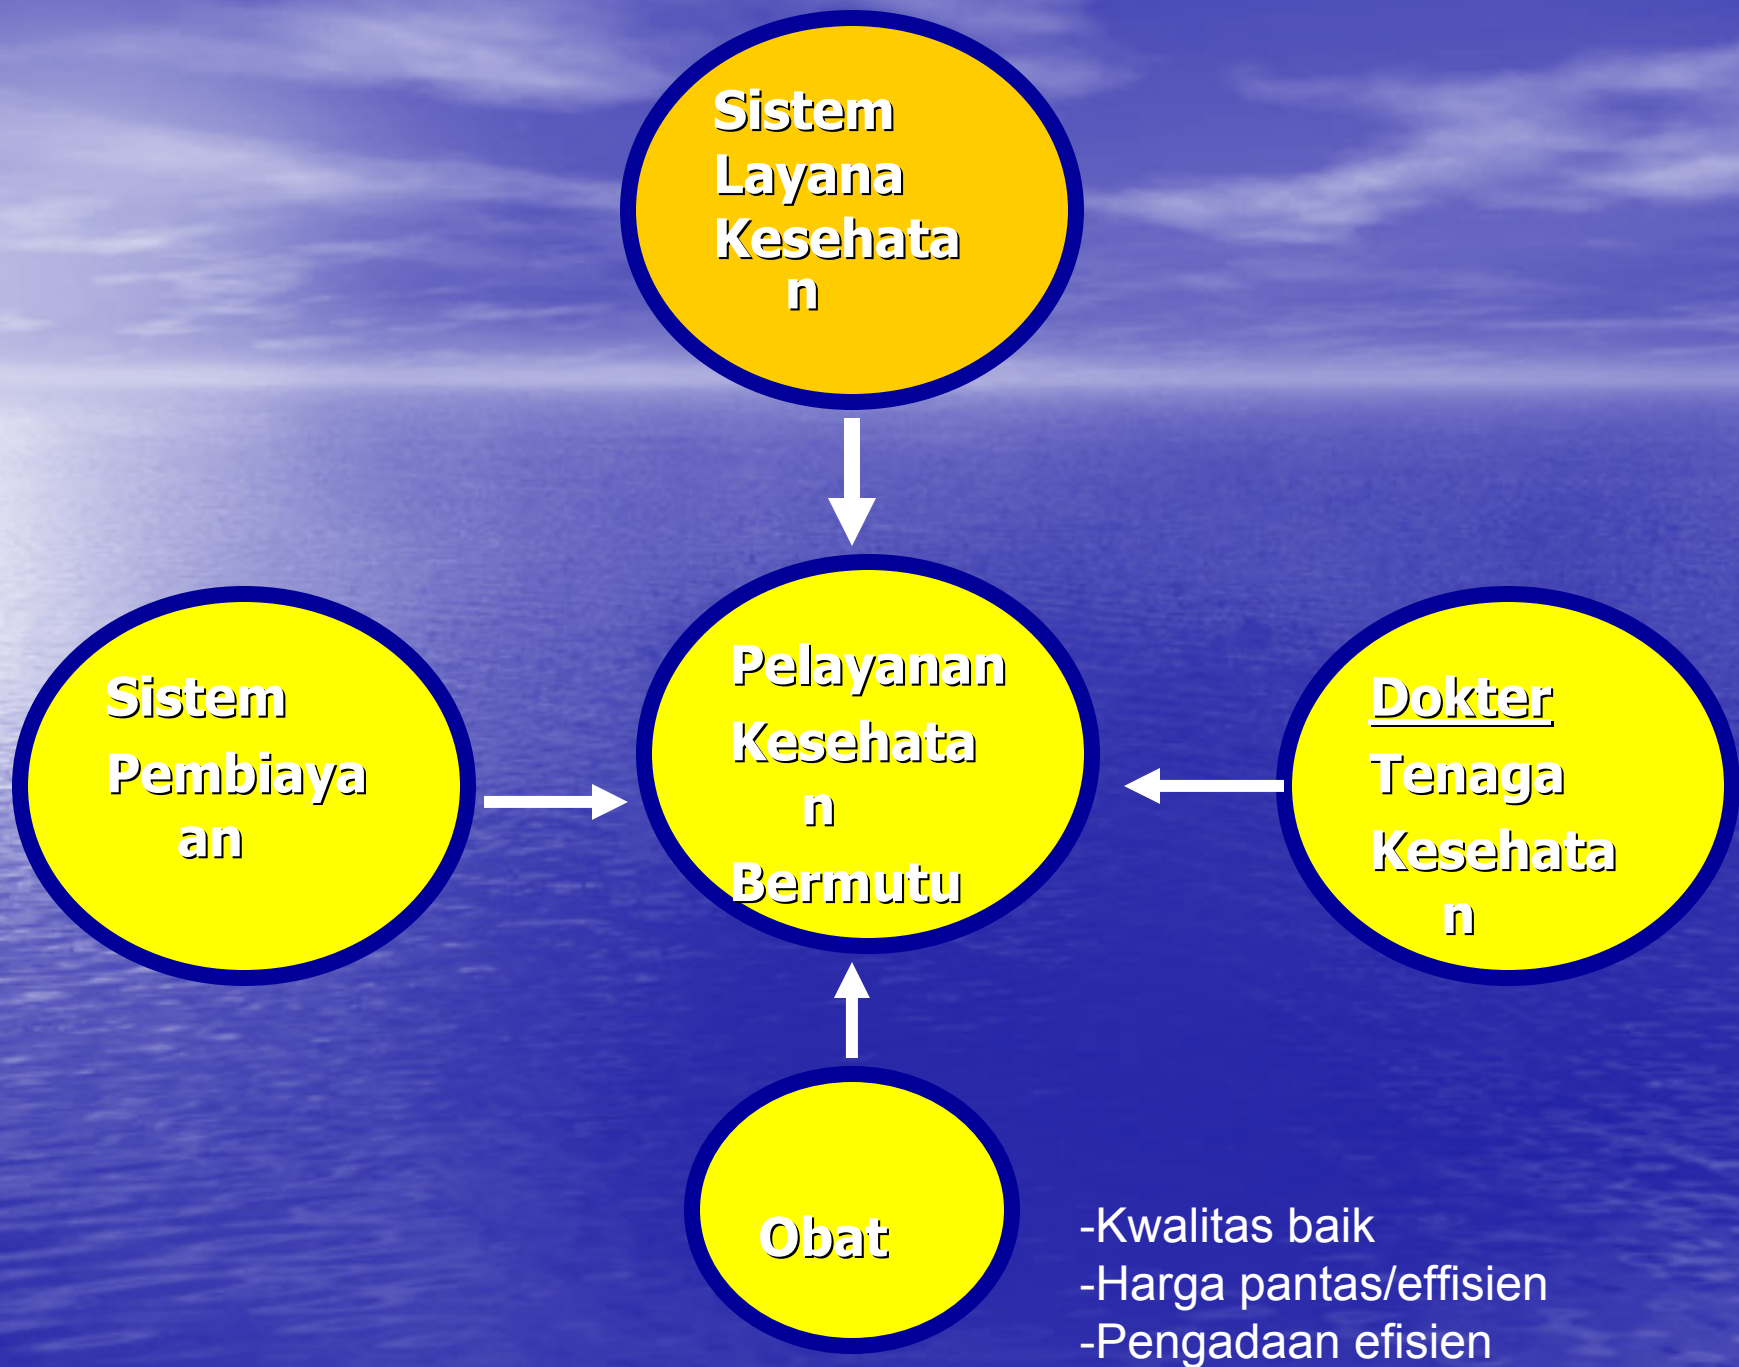 Sistem
Layana
Kesehata
n
Sistem
Pembiaya
an
Pelayanan
Kesehata
n
Bermutu
Dokter
Tenaga
Kesehata
n
Obat
-Kwalitas baik
-Harga pantas/effisien
-Pengadaan efisien